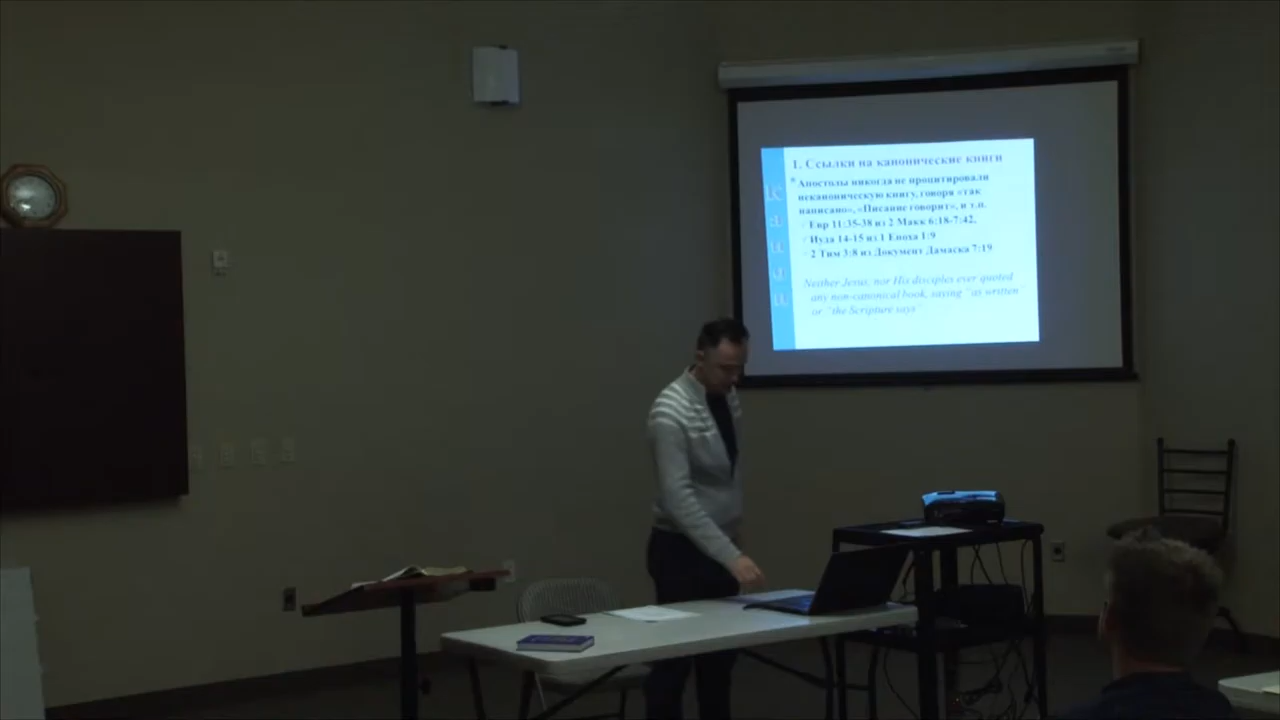 1. Ссылки на канонические книги
Апостолы никогда не процитировали
неканоническую книгу, говоря «так
написано», «Писание говорит», и т.п.
Евр 11:35-38 из 2 Макк 6:18-7:42,
Иуда 14-15 из 1 Еноха 1:9
2 Тим 3:8 из Документ Дамаска 7:19
Neither Jesus, nor His disciples ever quoted
any non-canonical book, saying "as written"
or "the Scripture says"